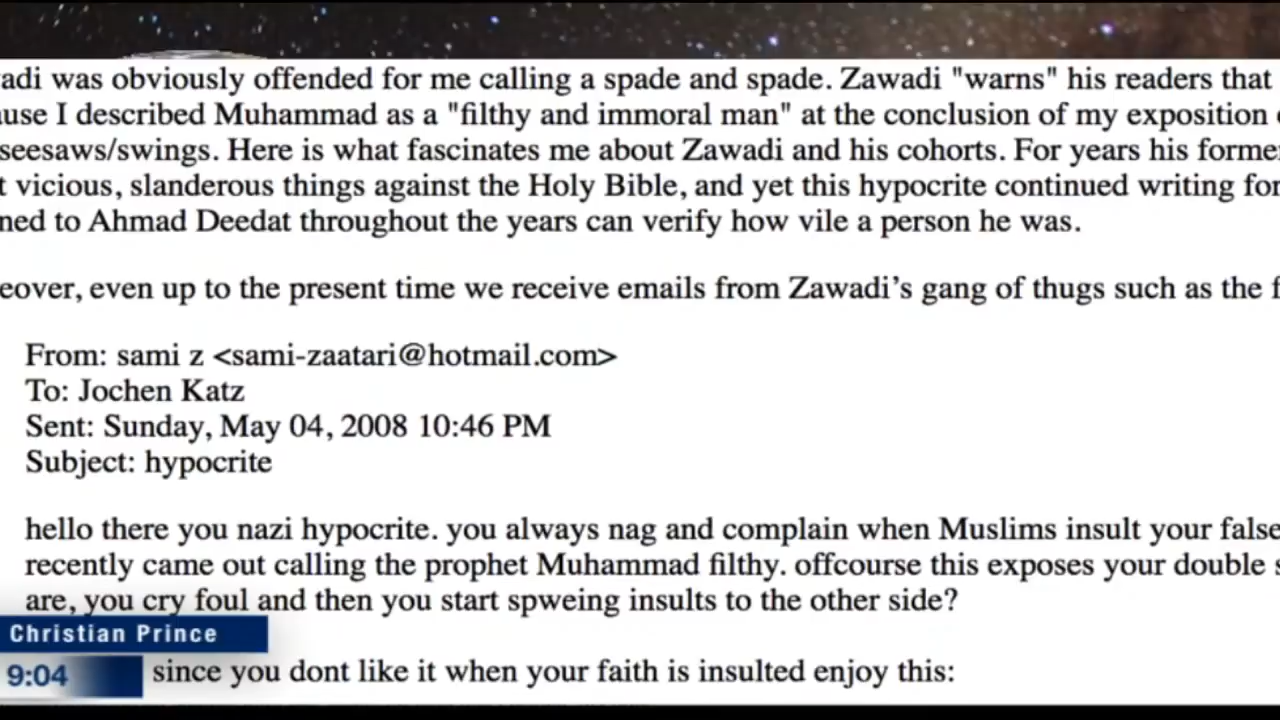 adi was obviously offended for me calling a spade and spade. Zawadi "warns" his readers that
use I described Muhammad as a "filthy and immoral man" at the conclusion of my exposition
seesaws/swings. Here is what fascinates me about Zawadi and his cohorts. For years his forme
t vicious, slanderous things against the Holy Bible, and yet this hypocrite continued writing for
ned to Ahmad Deedat throughout the years can verify how vile a person he was.
eover, even up to the present time we receive emails from Zawadi’s gang of thugs such as the f
From: sami z <sami-zaatari@hotmail.com>
To: Jochen Katz
Sent: Sunday, May 04, 2008 10:46 PM
Subject: hypocrite
hello there you nazi hypocrite. you always nag and complain when Muslims insult your false
recently came out calling the prophet Muhammad filthy. offcourse this exposes your double s
are, you cry foul and then you start spweing insults to the other side?
Christian Prince
9:04
since you dont like it when your faith is insulted enjoy this: